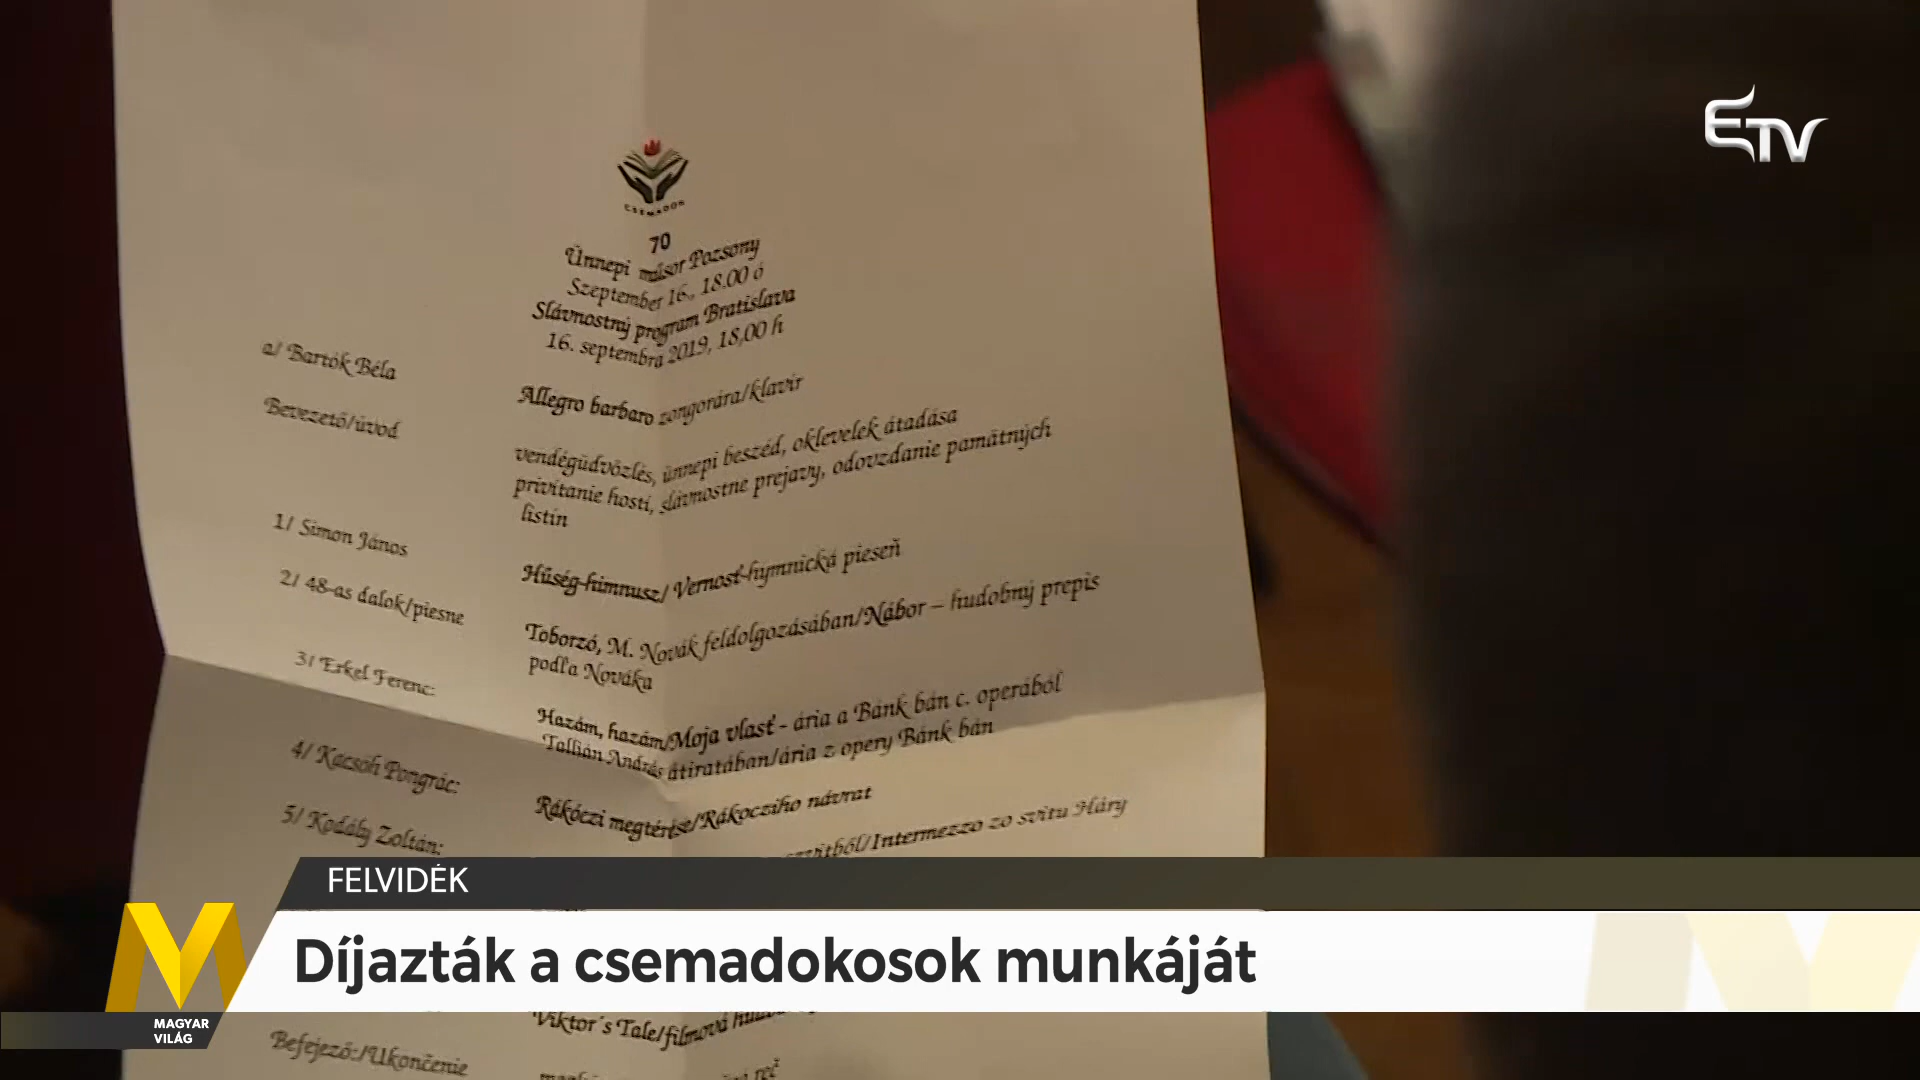 ETV
CSEMADOK
70
Ünnepi műsor Pozsony
Szeptember 16., 18.00 ó
Slávnostný program Bratislava
16. septembra 2019, 18,00 h
a/ Bartók Béla
Allegro barbaro zongorára/klavír
Bevezető/úvod
vendégüdvözlés, ünnepi beszéd, oklevelek átadása
privítanie hostí, slávnostne prejavy, odovzdanie pamätných
listín
1/ Simon János
Hűség-himnusz/ Vernosť-hymnická pieseň
2/ 48-as dalok/piesne
Toborzó, M. Novák feldolgozásában/Nábor – hudobný prepis
podľa Nováka
3/ Erkel Ferenc:
Hazám, hazám/Moja vlasť - ária a Bánk bán c. operából
Tallián András átiratában/ária z opery Bánk bán
4/ Kacsóh Pongrác:
Rákóczi megtérése/Rákocziho návrat
5/ Kodály Zoltán:
szvitből/Intermezzo zo svitu Háry
FELVIDÉK
Díjazták a csemadokosok munkáját
MAGYAR
VILÁG
Viktor´s Tale/filmová
Befejező:/Ukončenie
reč